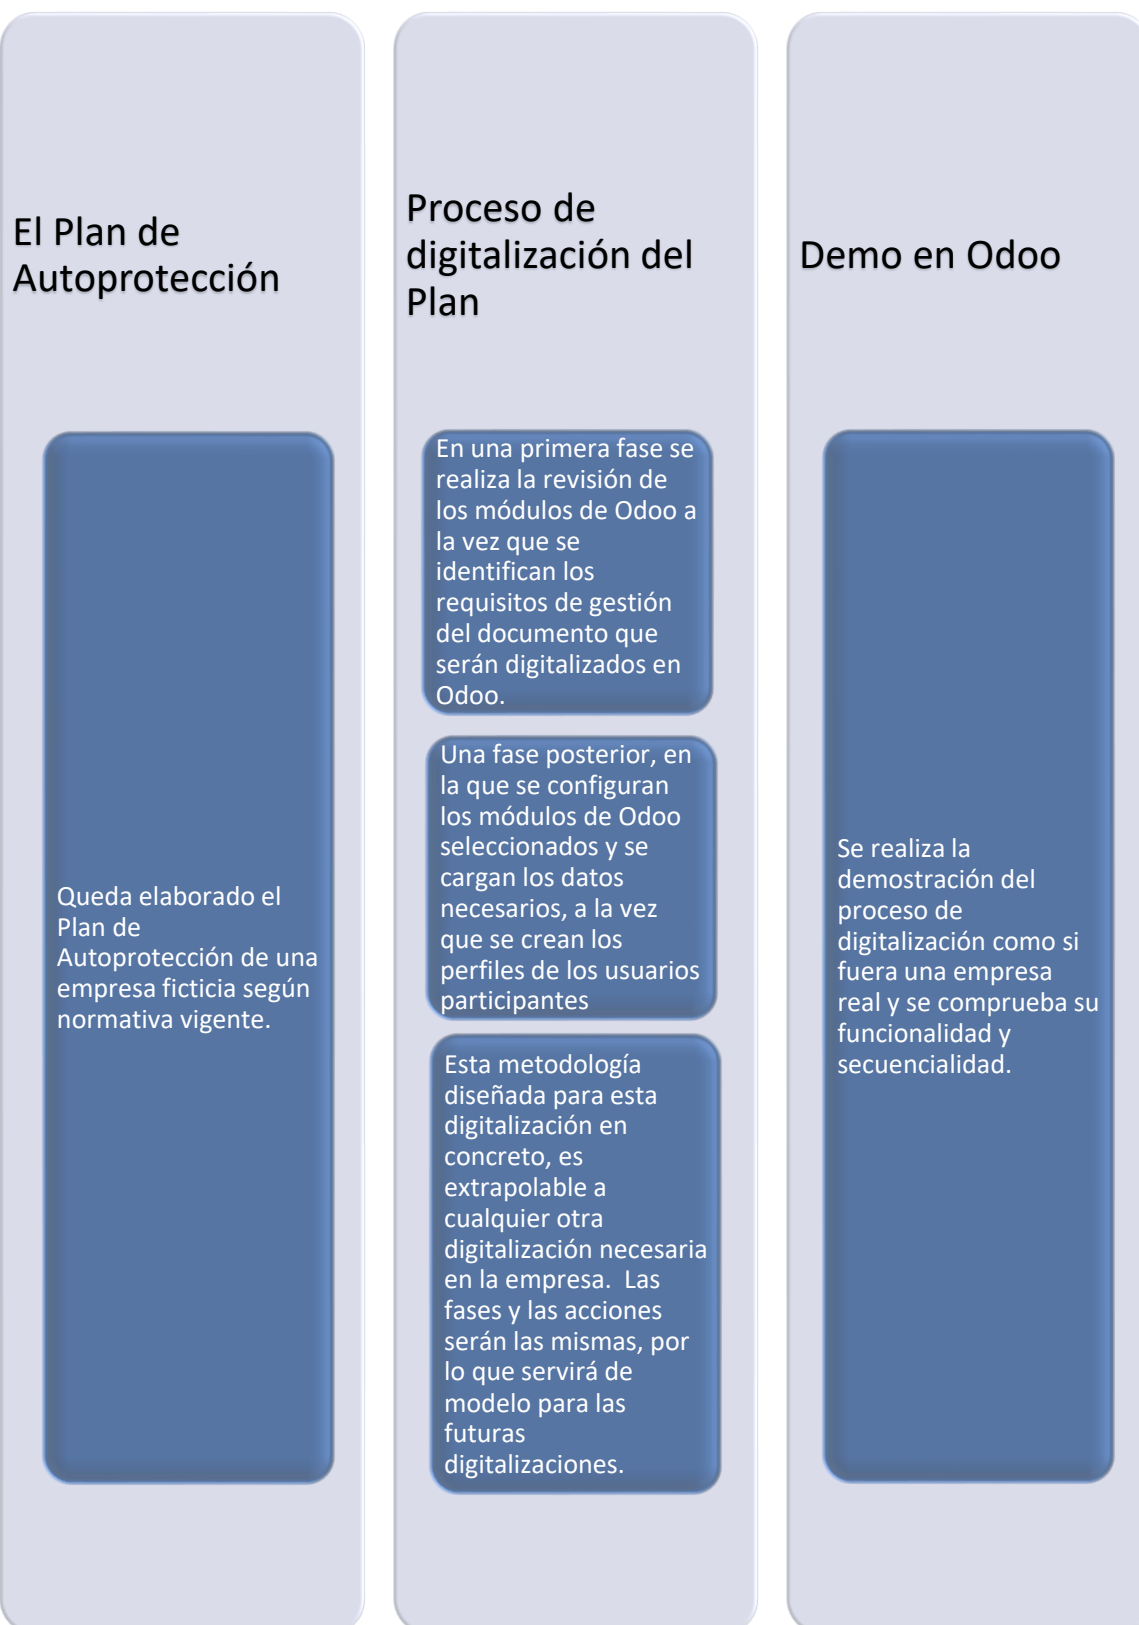 El Plan de
Autoprotección
Queda elaborado el
Plan de
Autoprotección de una
empresa ficticia según
normativa vigente.
Proceso de
digitalización del
Plan
En una primera fase se
realiza la revisión de
los módulos de Odoo a
la vez que se
identifican los
requisitos de gestión
del documento que
serán digitalizados en
Odoo.
Una fase posterior, en
la que se configuran
los módulos de Odoo
seleccionados y se
cargan los datos
necesarios, a la vez
que se crean los
perfiles de los usuarios
participantes
Esta metodología
diseñada para esta
digitalización en
concreto, es
extrapolable a
cualquier otra
digitalización necesaria
en la empresa.  Las
fases y las acciones
serán las mismas, por
lo que servirá de
modelo para las
futuras
digitalizaciones.
Demo en Odoo
Se realiza la
demostración del
proceso de
digitalización como si
fuera una empresa
real y se comprueba su
funcionalidad y
secuencialidad.